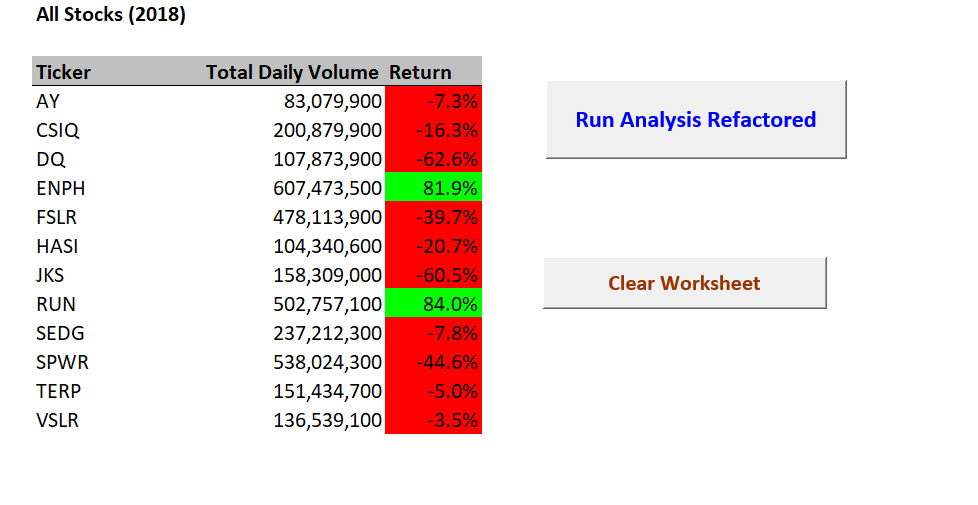 All Stocks (2018)
Ticker Total Daily Volume Return
AY 83,079,900 -7.3%
CSIQ 200,879,900 -16.3%
DQ 107,873,900 -62.6%
ENPH 607,473,500 81.9%
FSLR 478,113,900 -39.7%
HASI 104,340,600 -20.7%
JKS 158,309,000 -60.5%
RUN 502,757,100 84.0%
SEDG 237,212,300 -7.8%
SPWR 538,024,300 -44.6%
TERP 151,434,700 -5.0%
VSLR 136,539,100 -3.5%
Run Analysis Refactored
Clear Worksheet